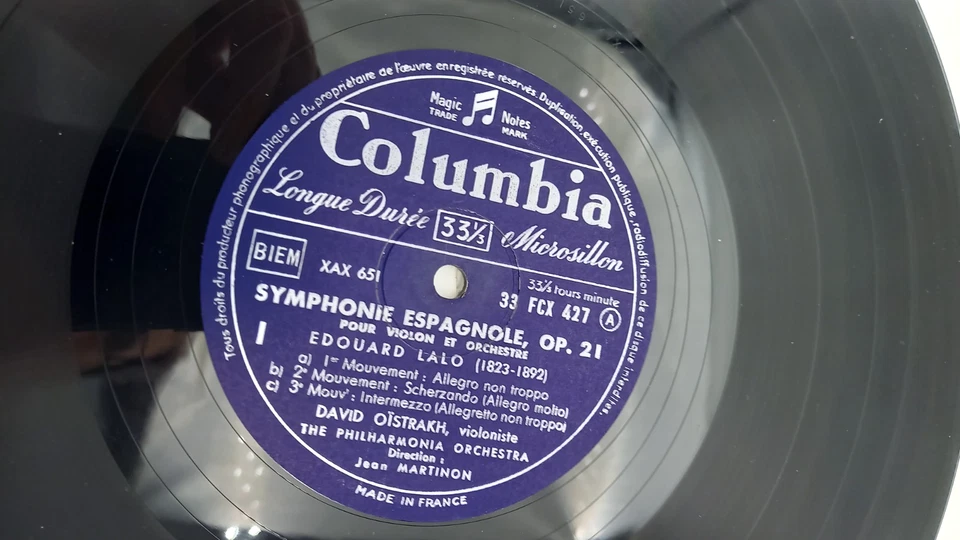 Tous droits du producteur phonographique et du propriétaire de l'œuvre enregistrée réservés. Duplication, exécution publique, radiodiffusion de ce disque interdites.
Magic Notes
TRADE MARK
Columbia
Longue Durée 33⅓ Microsillon
33⅓ tours minute
BIEM XAX 651 33 FCX 427 A
SYMPHONIE ESPAGNOLE, OP. 21
POUR VIOLON ET ORCHESTRE
I EDOUARD LALO (1823-1892)
a) 1er Mouvement : Allegro non troppo
b) 2e Mouvement : Scherzando (Allegro molto)
c) 3e Mouvt : Intermezzo (Allegretto non troppo)
DAVID OÏSTRAKH, violoniste
THE PHILHARMONIA ORCHESTRA
Direction :
Jean MARTINON
MADE IN FRANCE